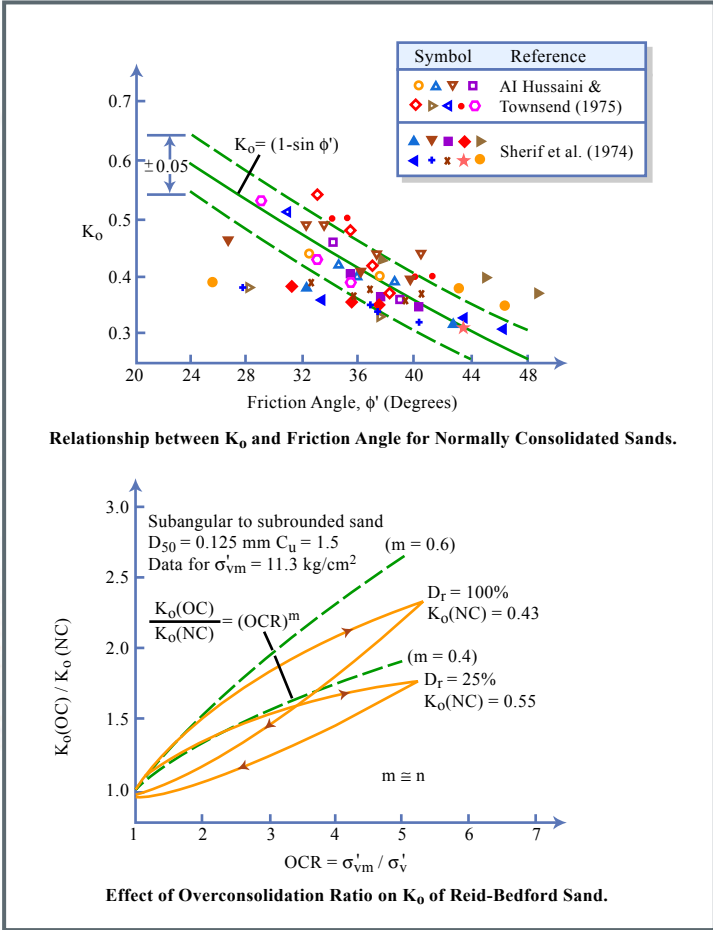 Symbol Reference
AI Hussaini &
Townsend (1975)
Sherif et al. (1974)
0.7
0.6
0.5
0.4
0.3
±0.05
Kₒ
Kₒ= (1-sin ϕ')
20 24 28 32 36 40 44 48
Friction Angle, ϕ' (Degrees)
Relationship between Kₒ and Friction Angle for Normally Consolidated Sands.
3.0
2.5
2.0
1.5
1.0
Kₒ(OC) / Kₒ (NC)
Subangular to subrounded sand
D₅₀ = 0.125 mm Cᵤ = 1.5
Data for σ'ᵥₘ = 11.3 kg/cm²
Kₒ(OC)
Kₒ(NC)
= (OCR)ᵐ
(m = 0.6)
Dᵣ = 100%
Kₒ(NC) = 0.43
(m = 0.4)
Dᵣ = 25%
Kₒ(NC) = 0.55
m ≅ n
1 2 3 4 5 6 7
OCR = σ'ᵥₘ / σ'ᵥ
Effect of Overconsolidation Ratio on Kₒ of Reid-Bedford Sand.